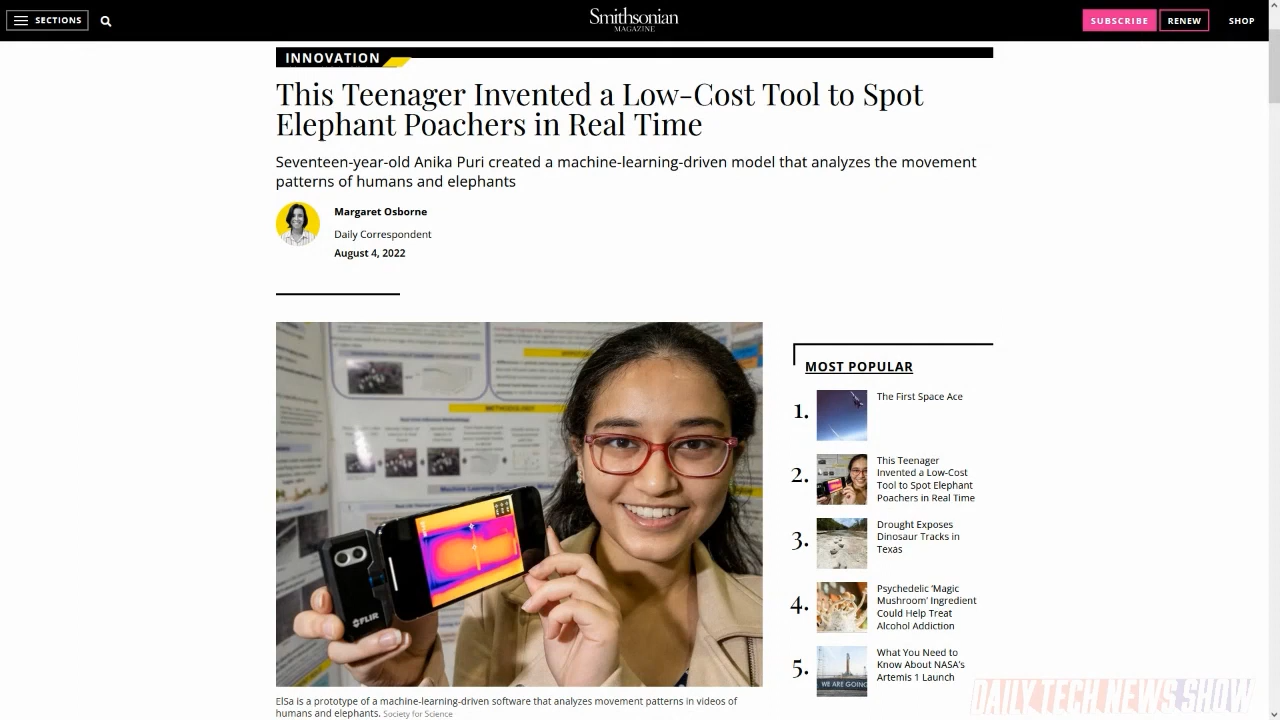 SECTIONS
Smithsonian
MAGAZINE
SUBSCRIBE
RENEW
SHOP
INNOVATION
This Teenager Invented a Low-Cost Tool to Spot
Elephant Poachers in Real Time
Seventeen-year-old Anika Puri created a machine-learning-driven model that analyzes the movement
patterns of humans and elephants
Margaret Osborne
Daily Correspondent
August 4, 2022
METHODOLOGY
FLIR
ElSa is a prototype of a machine-learning-driven software that analyzes movement patterns in videos of
humans and elephants. Society for Science
MOST POPULAR
1.
The First Space Ace
2.
This Teenager
Invented a Low-Cost
Tool to Spot Elephant
Poachers in Real Time
3.
Drought Exposes
Dinosaur Tracks in
Texas
4.
Psychedelic ‘Magic
Mushroom’ Ingredient
Could Help Treat
Alcohol Addiction
5.
What You Need to
Know About NASA’s
Artemis 1 Launch
WE ARE GOING
DAILY TECH NEWS SHOW